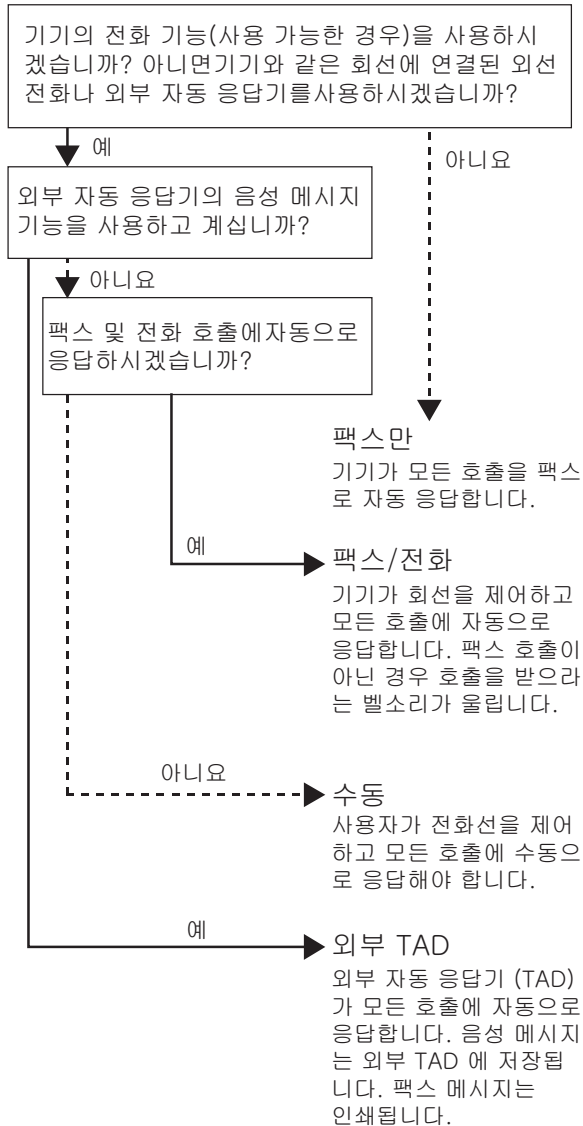 기기의 전화 기능(사용 가능한 경우)을 사용하시
겠습니까? 아니면기기와 같은 회선에 연결된 외선
전화나 외부 자동 응답기를사용하시겠습니까?
예
아니요
외부 자동 응답기의 음성 메시지
기능을 사용하고 계십니까?
아니요
팩스 및 전화 호출에자동으로
응답하시겠습니까?
팩스만
기기가 모든 호출을 팩스
로 자동 응답합니다.
예
팩스/전화
기기가 회선을 제어하고
모든 호출에 자동으로
응답합니다. 팩스 호출이
아닌 경우 호출을 받으라
는 벨소리가 울립니다.
아니요
수동
사용자가 전화선을 제어
하고 모든 호출에 수동으
로 응답해야 합니다.
예
외부 TAD
외부 자동 응답기 (TAD)
가 모든 호출에 자동으로
응답합니다. 음성 메시지
는 외부 TAD 에 저장됩
니다. 팩스 메시지는
인쇄됩니다.